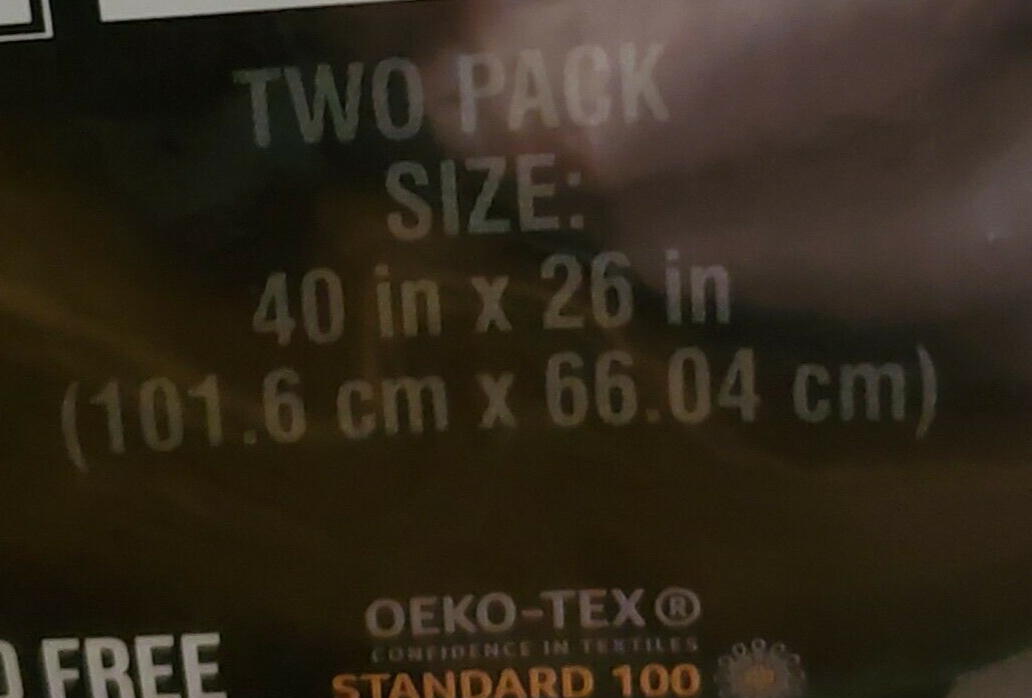 TWO PACK
SIZE:
40 in x 26 in
(101.6 cm x 66.04 cm)
OEKO-TEX®
CONFIDENCE IN TEXTILES
FREE
STANDARD 100